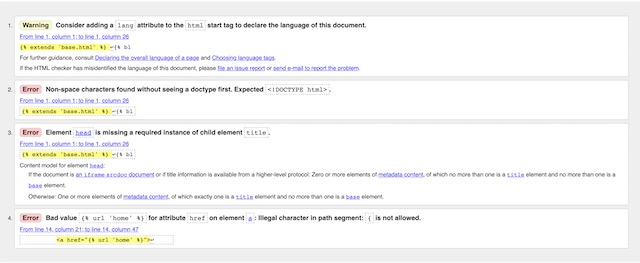 1. Warning Consider adding a lang attribute to the html start tag to declare the language of this document.
From line 1, column 1; to line 1, column 26
{% extends 'base.html' %} ↩{% bl
For further guidance, consult Declaring the overall language of a page and Choosing language tags.
If the HTML checker has misidentified the language of this document, please file an issue report or send e-mail to report the problem.
2. Error Non-space characters found without seeing a doctype first. Expected <!DOCTYPE html>.
From line 1, column 1; to line 1, column 26
{% extends 'base.html' %} ↩{% bl
3. Error Element head is missing a required instance of child element title.
From line 1, column 1; to line 1, column 26
{% extends 'base.html' %} ↩{% bl
Content model for element head:
If the document is an iframe srcdoc document or if title information is available from a higher-level protocol: Zero or more elements of metadata content, of which no more than one is a title element and no more than one is a
base element.
Otherwise: One or more elements of metadata content, of which exactly one is a title element and no more than one is a base element.
4. Error Bad value {% url 'home' %} for attribute href on element a: Illegal character in path segment: { is not allowed.
From line 14, column 21; to line 14, column 47
<a href="{% url 'home' %}">↩